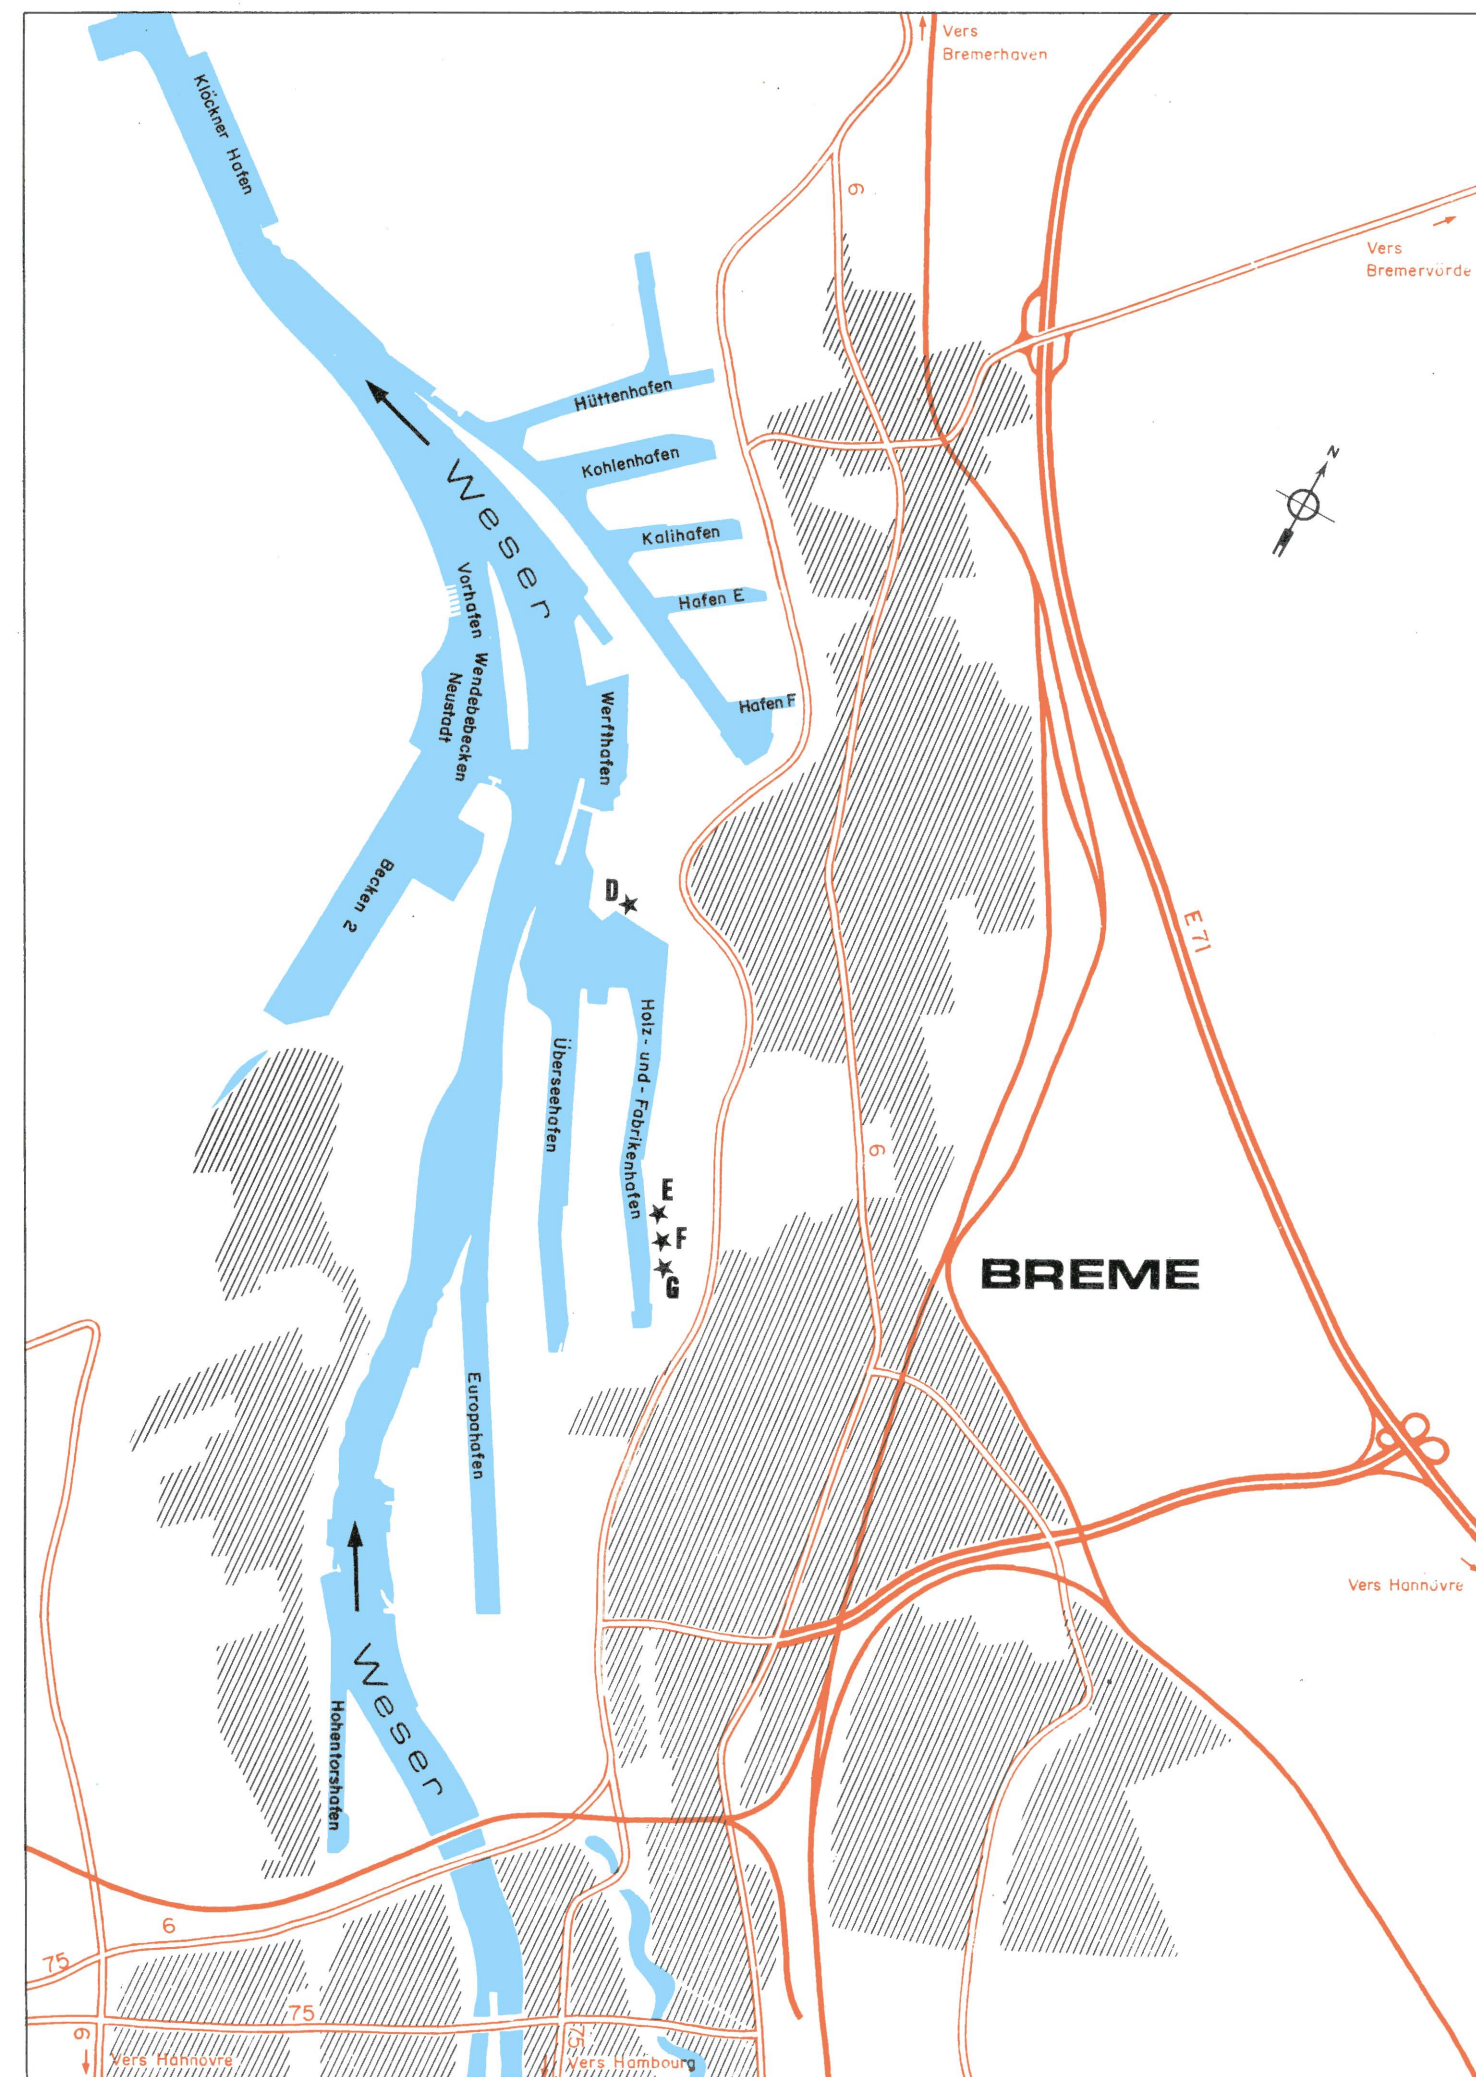 Vers
Bremerhaven
Klöckner Hafen
6
Vers
Bremervörde
Hüttenhafen
Kohlenhafen
N
Weser
Kalihafen
Vorhafen
Hafen E
Wendebebecken
Neustadt
Werfthafen
Hafen F
Becken 2
D
E 71
Holz - und - Fabrikenhafen
Überseehafen
6
E
F
G
BREME
Europahafen
Vers Hannovre
Weser
Hohentorshafen
6
75
75
6
Vers Hannovre
75
Vers Hambourg